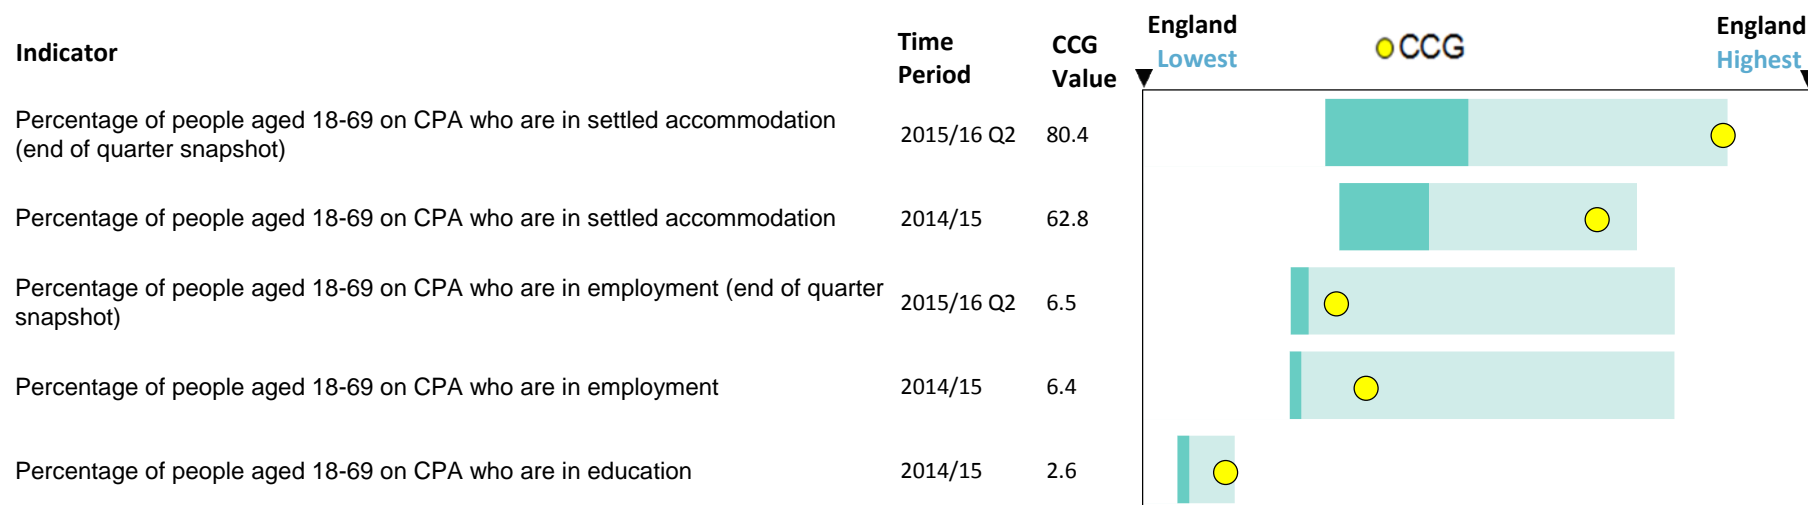 Indicator
Time
Period
CCG
Value
England
Lowest
CCG
England
Highest
Percentage of people aged 18-69 on CPA who are in settled accommodation
(end of quarter snapshot)
2015/16 Q2
80.4
Percentage of people aged 18-69 on CPA who are in settled accommodation
2014/15
62.8
Percentage of people aged 18-69 on CPA who are in employment (end of quarter
snapshot)
2015/16 Q2
6.5
Percentage of people aged 18-69 on CPA who are in employment
2014/15
6.4
Percentage of people aged 18-69 on CPA who are in education
2014/15
2.6